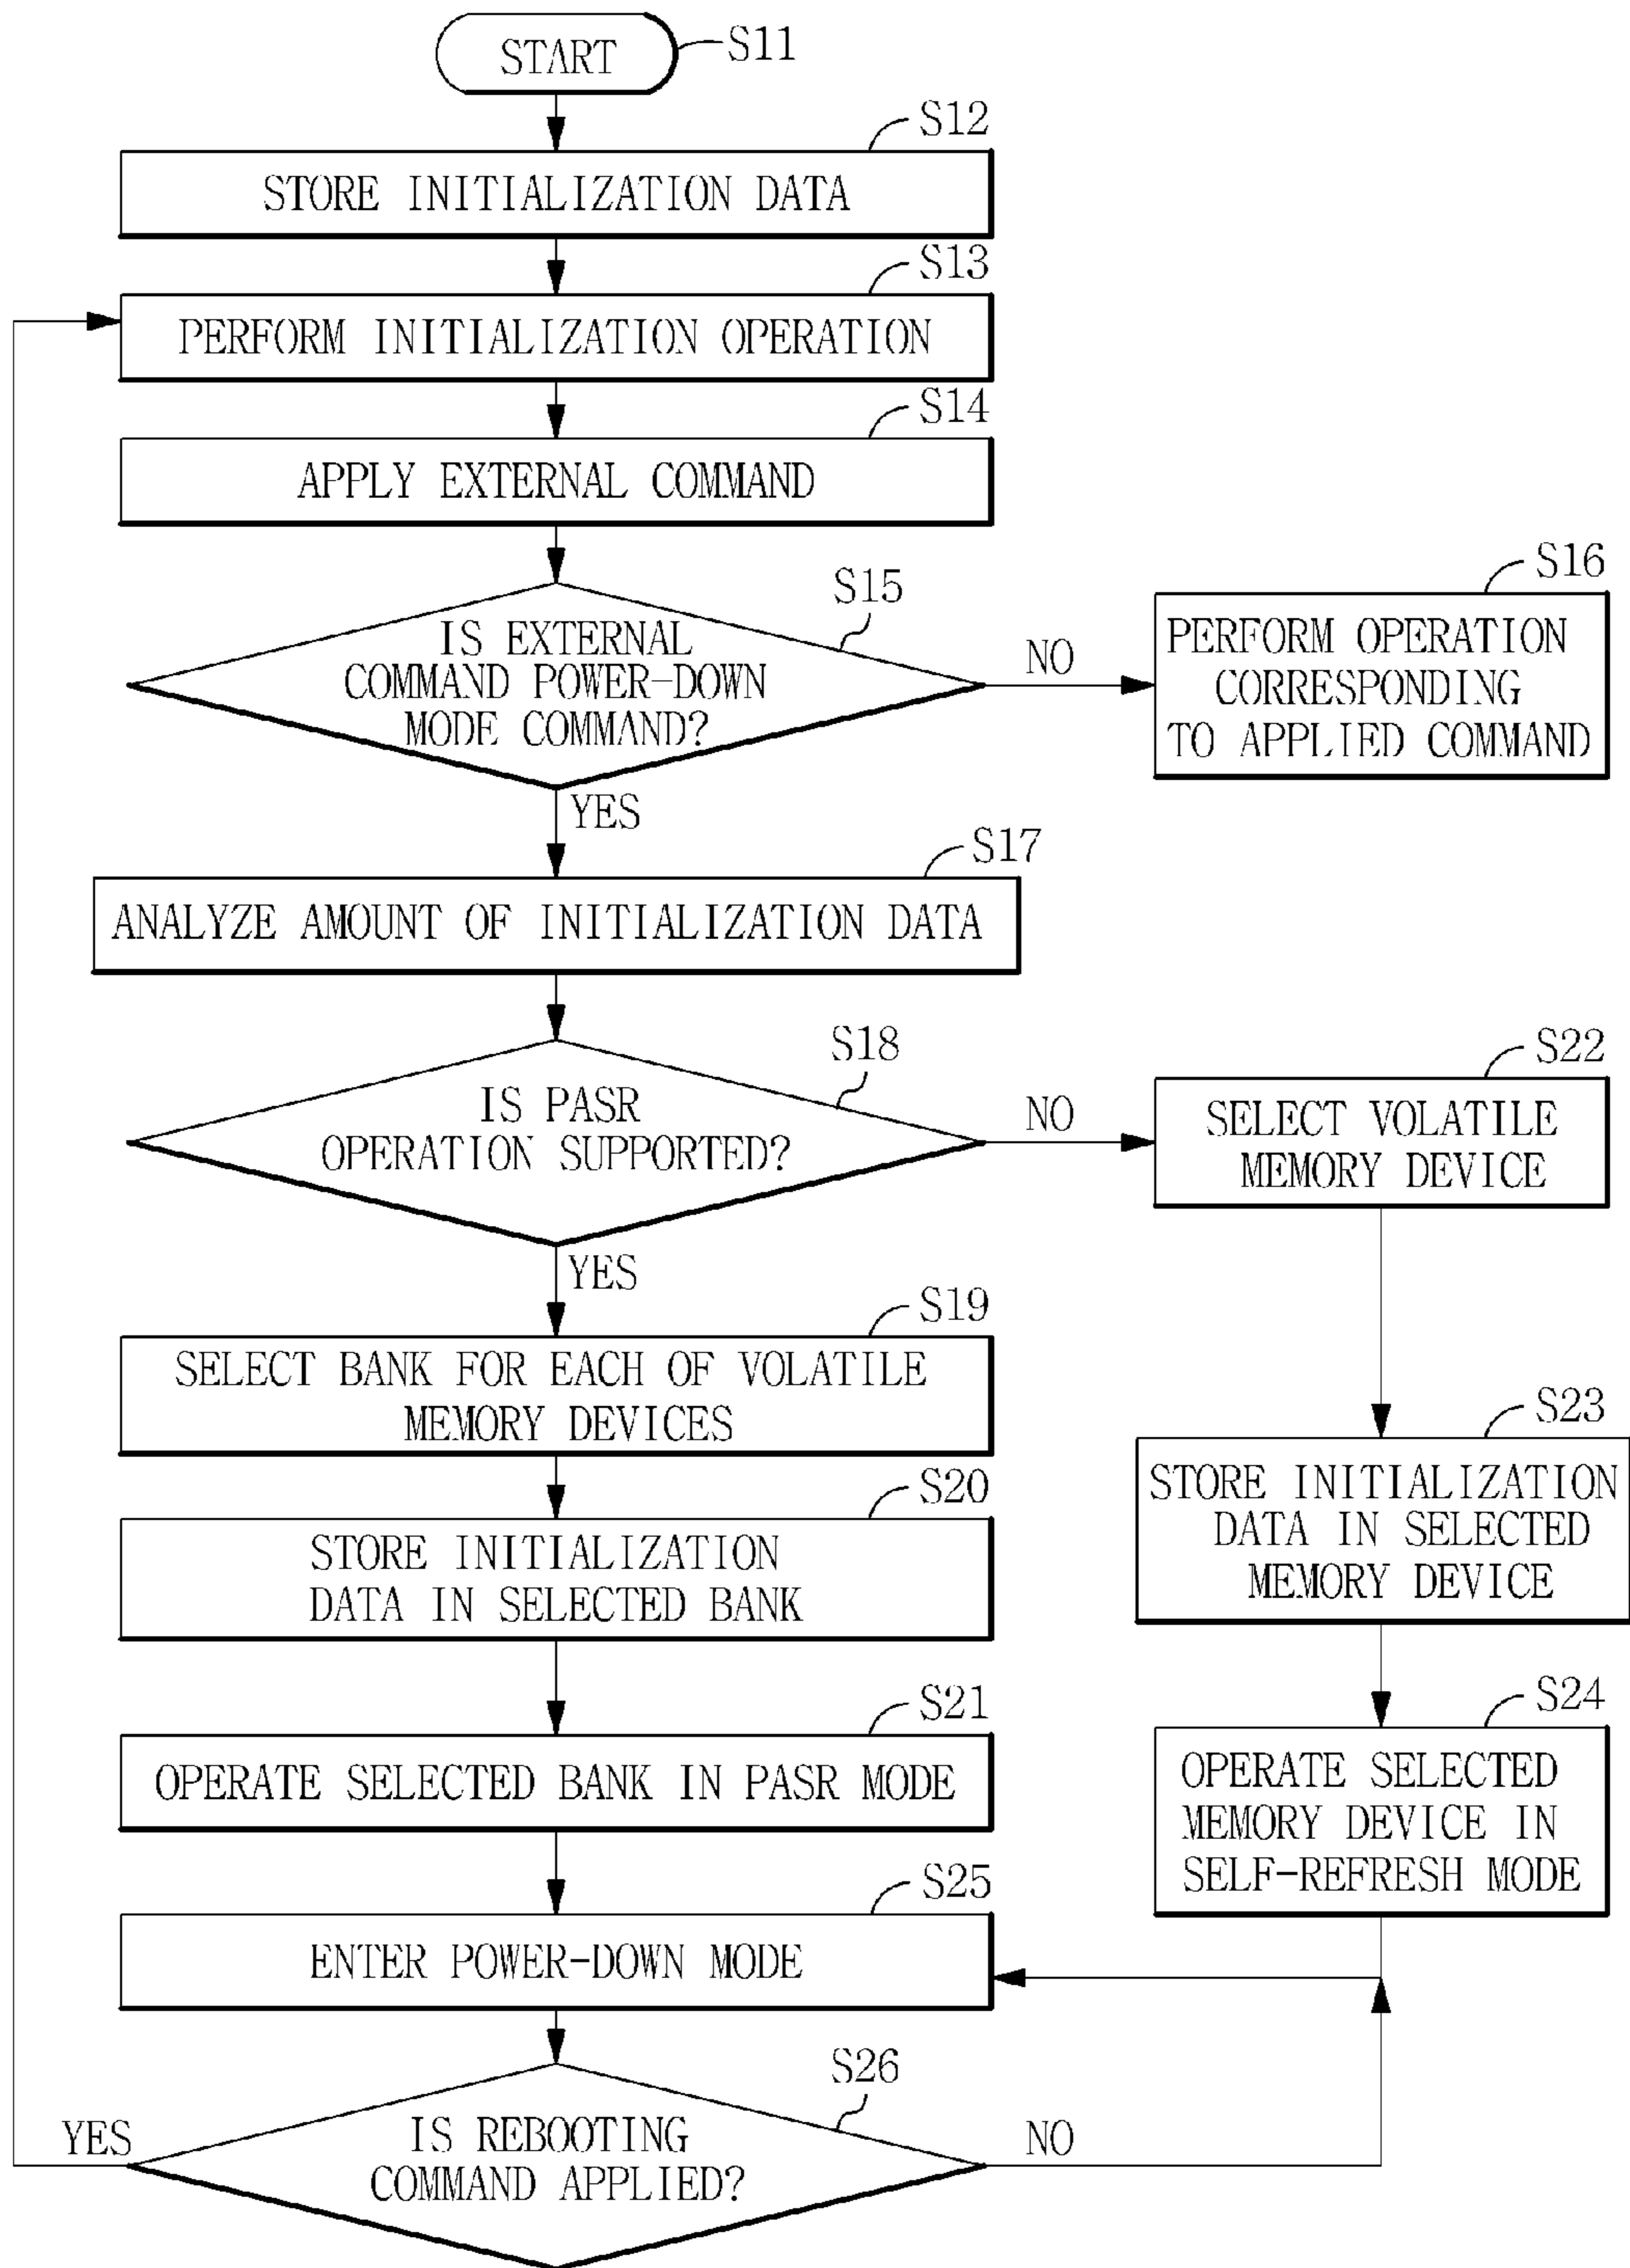 START
S11
S12
STORE INITIALIZATION DATA
S13
PERFORM INITIALIZATION OPERATION
S14
APPLY EXTERNAL COMMAND
S15
IS EXTERNAL
COMMAND POWER-DOWN
MODE COMMAND?
NO
S16
PERFORM OPERATION
CORRESPONDING
TO APPLIED COMMAND
YES
S17
ANALYZE AMOUNT OF INITIALIZATION DATA
S18
IS PASR
OPERATION SUPPORTED?
NO
S22
SELECT VOLATILE
MEMORY DEVICE
YES
S19
SELECT BANK FOR EACH OF VOLATILE
MEMORY DEVICES
S23
STORE INITIALIZATION
DATA IN SELECTED
MEMORY DEVICE
S20
STORE INITIALIZATION
DATA IN SELECTED BANK
S21
OPERATE SELECTED BANK IN PASR MODE
S24
OPERATE SELECTED
MEMORY DEVICE IN
SELF-REFRESH MODE
S25
ENTER POWER-DOWN MODE
S26
IS REBOOTING
COMMAND APPLIED?
YES
NO